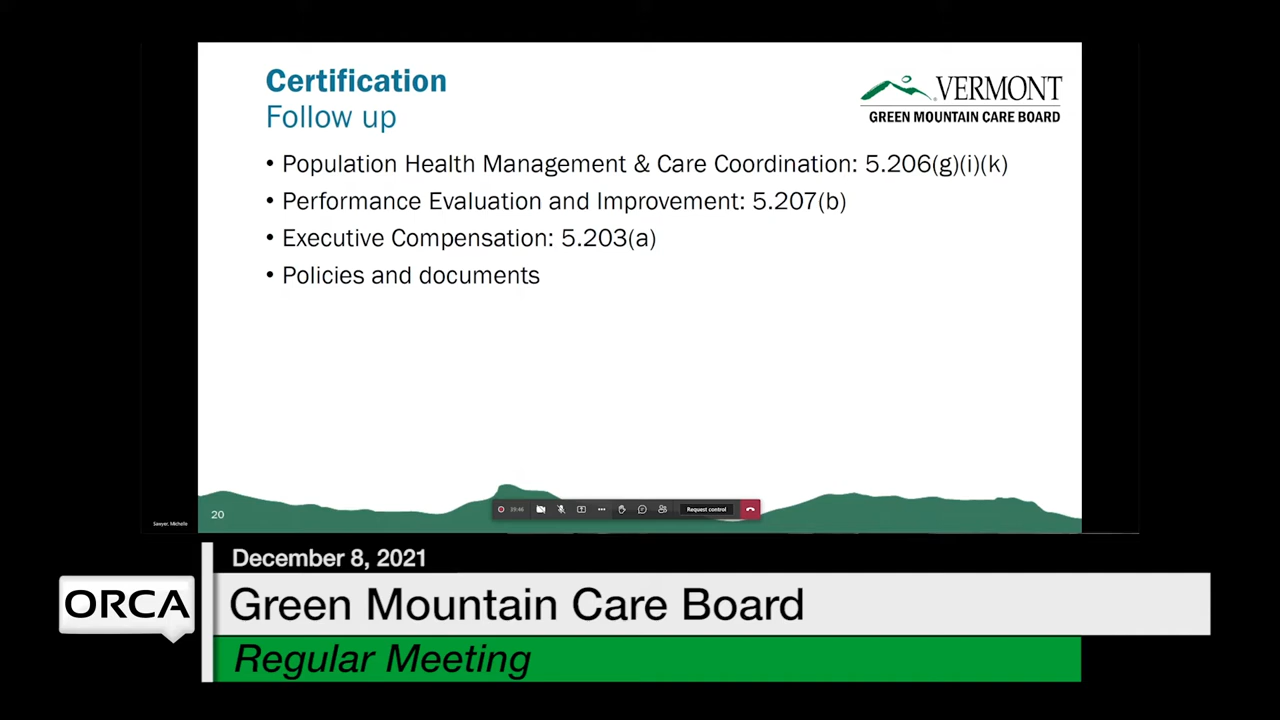 Certification
Follow up
VERMONT
GREEN MOUNTAIN CARE BOARD
• Population Health Management & Care Coordination: 5.206(g)(i)(k)
• Performance Evaluation and Improvement: 5.207(b)
• Executive Compensation: 5.203(a)
• Policies and documents
20
Request control
Sawyer, Michelle
December 8, 2021
ORCA
Green Mountain Care Board
Regular Meeting